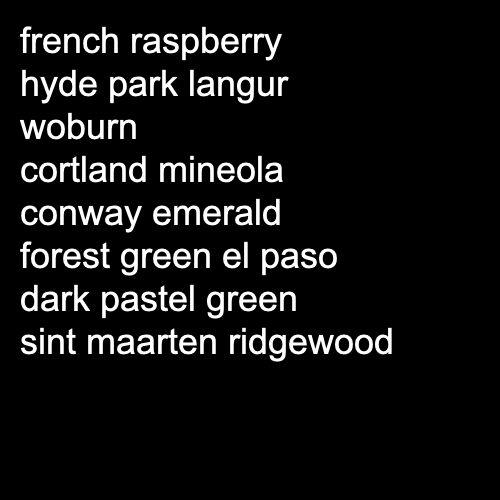 french raspberry
hyde park langur
woburn
cortland mineola
conway emerald
forest green el paso
dark pastel green
sint maarten ridgewood